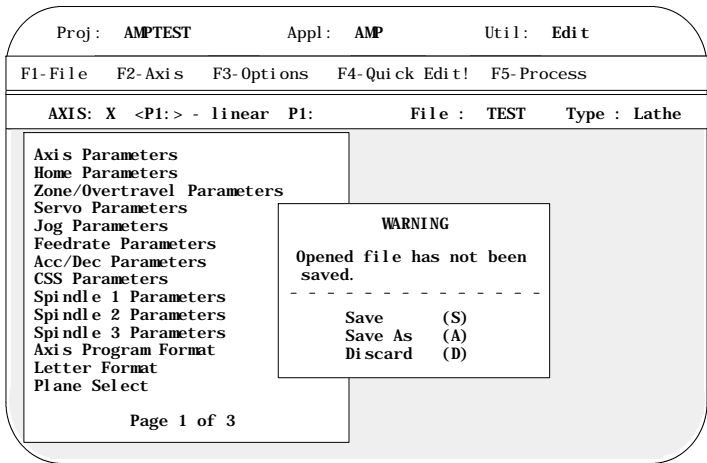 Proj: AMPTEST Appl: AMP Util: Edit
F1-File F2-Axis F3-Options F4-Quick Edit! F5-Process
AXIS: X <P1:> - linear P1: File : TEST Type : Lathe
Axis Parameters
Home Parameters
Zone/Overtravel Parameters
Servo Parameters
Jog Parameters
Feedrate Parameters
Acc/Dec Parameters
CSS Parameters
Spindle 1 Parameters
Spindle 2 Parameters
Spindle 3 Parameters
Axis Program Format
Letter Format
Plane Select
Page 1 of 3
WARNING
Opened file has not been
saved.
- - - - - - - - - - - - - -
Save (S)
Save As (A)
Discard (D)